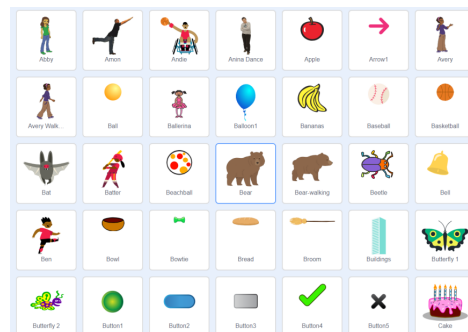 Abby
Amon
Andie
Anina Dance
Apple
Arrow1
Avery
Avery Walk...
Ball
Ballerina
Balloon1
Bananas
Baseball
Basketball
Bat
Batter
Beachball
Bear
Bear-walking
Beetle
Bell
Ben
Bowl
Bowtie
Bread
Broom
Buildings
Butterfly 1
Butterfly 2
Button1
Button2
Button3
Button4
Button5
Cake